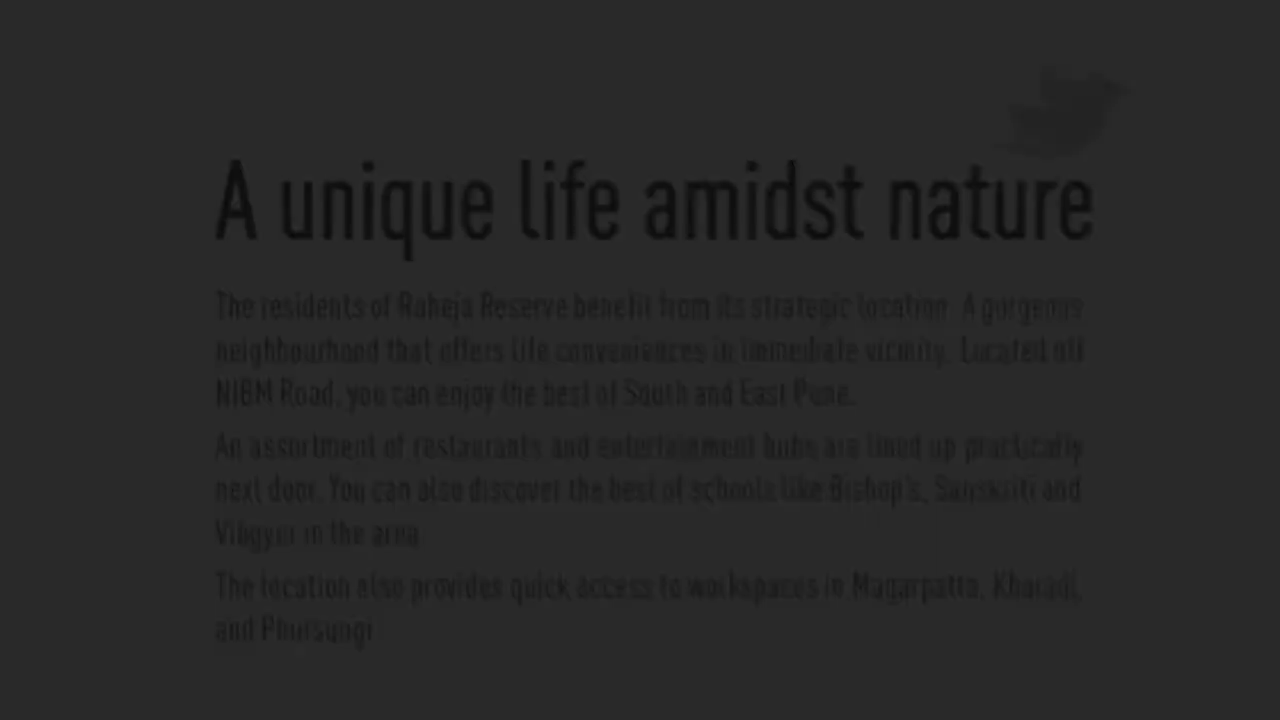 A unique life amidst nature
The residents of Raheja Reserve benefit from its strategic location. A gorgeous
neighbourhood that offers life conveniences in immediate vicinity. Located off
NIBM Road, you can enjoy the best of South and East Pune.
An assortment of restaurants and entertainment hubs are lined up practically
next door. You can also discover the best of schools like Bishop's, Sanskriti and
Vibgyor in the area.
The location also provides quick access to workspaces in Magarpatta, Kharadi,
and Phursungi.